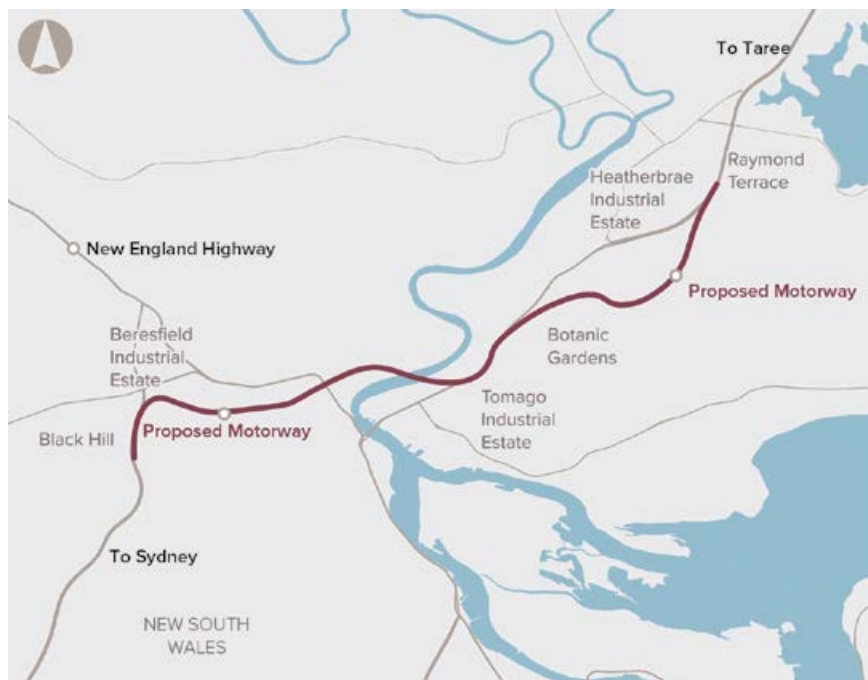 To Taree
Raymond
Terrace
Heatherbrae
Industrial
Estate
New England Highway
Proposed Motorway
Beresfield
Industrial
Estate
Botanic
Gardens
Tomago
Industrial
Estate
Black Hill
Proposed Motorway
To Sydney
NEW SOUTH
WALES